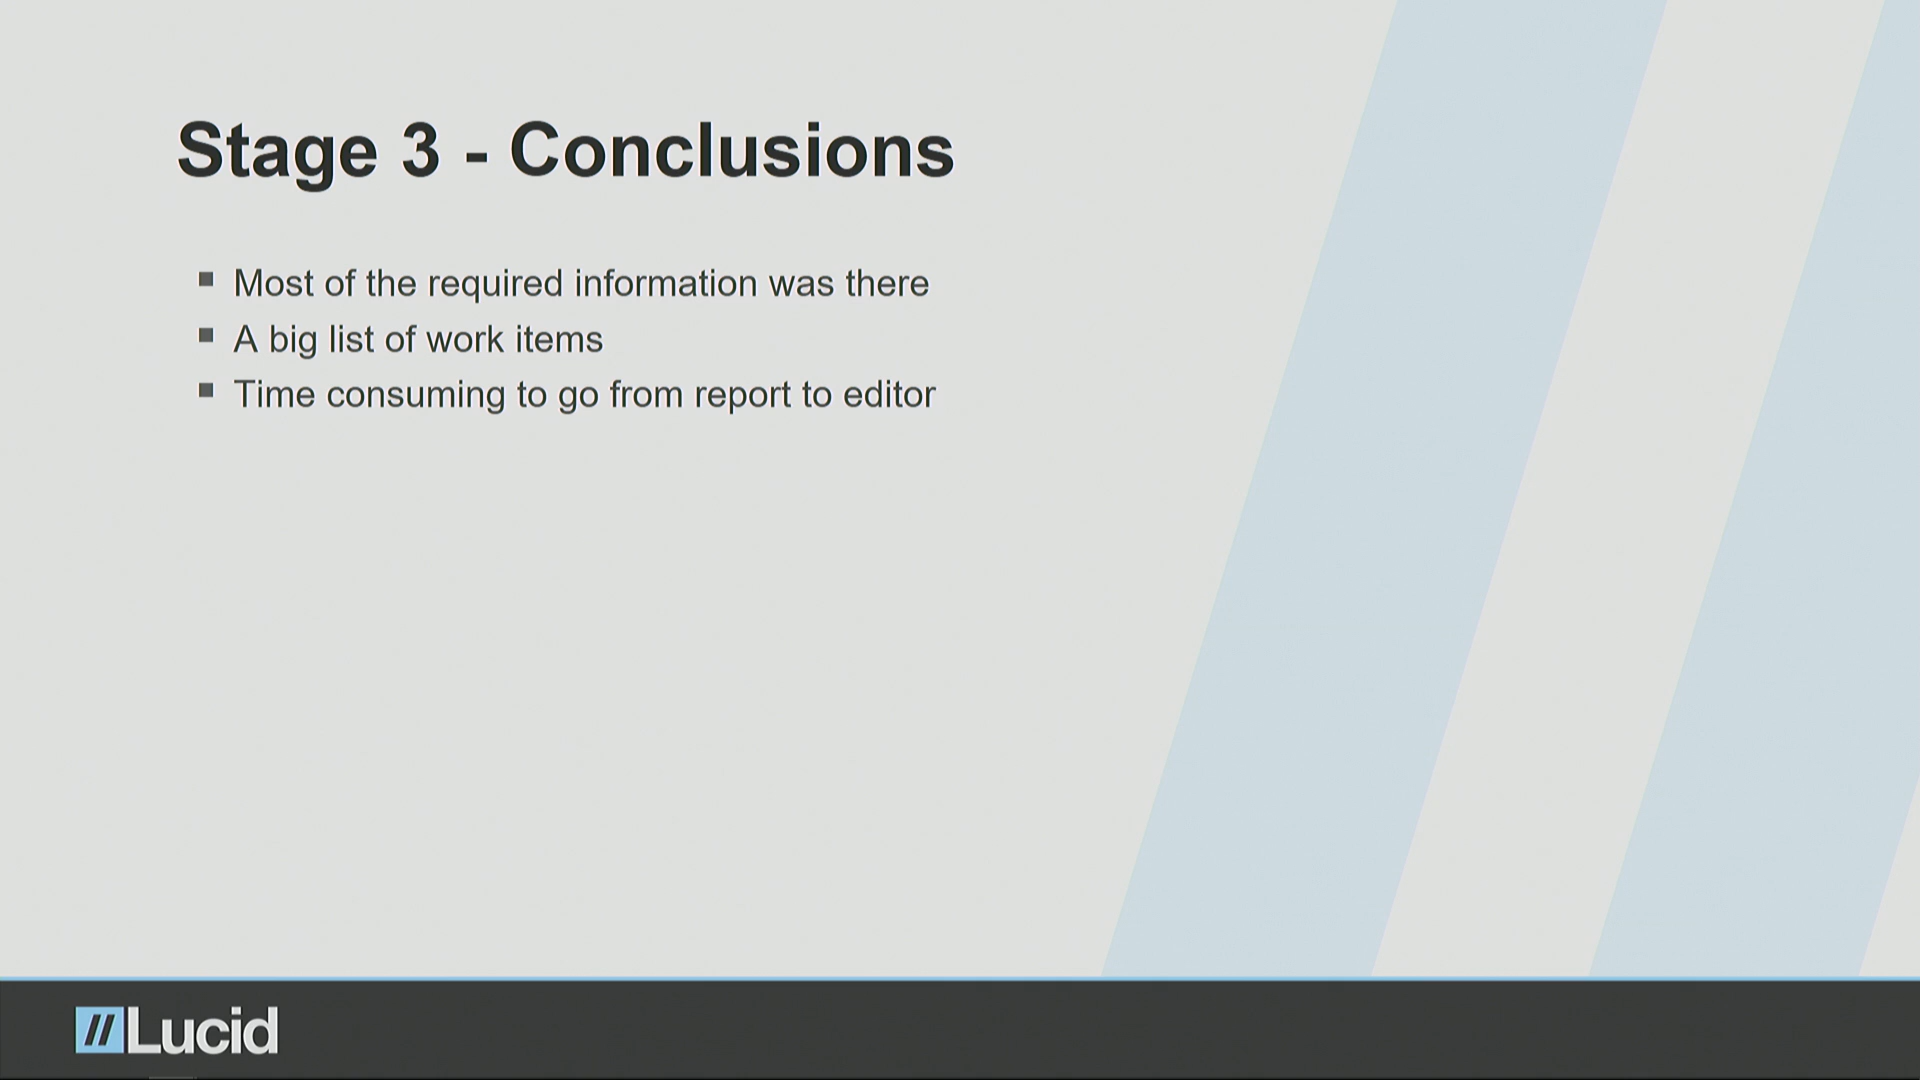 Stage 3 - Conclusions
Most of the required information was there
A big list of work items
Time consuming to go from report to editor
//Lucid